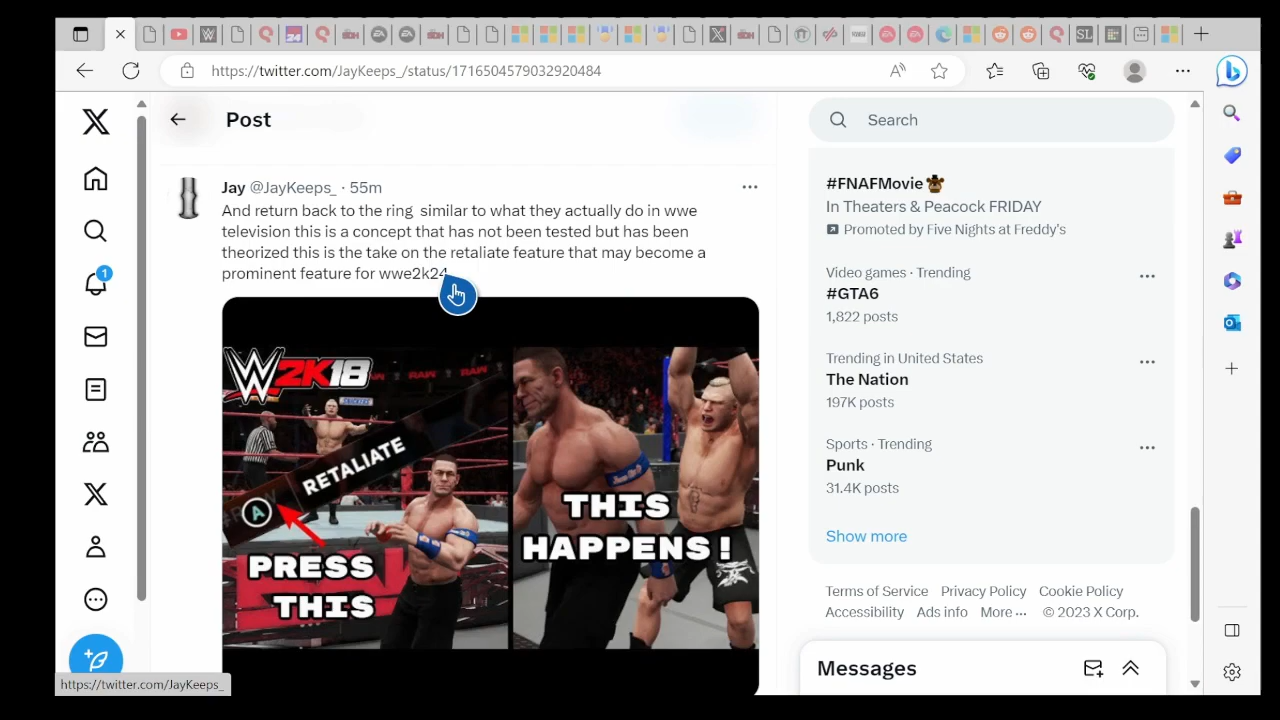 https://twitter.com/JayKeeps_/status/1716504579032920484
Post
Jay @JayKeeps_ · 55m
And return back to the ring similar to what they actually do in wwe
television this is a concept that has not been tested but has been
theorized this is the take on the retaliate feature that may become a
prominent feature for wwe2k24
W2K18
RAW
RAW
SNICKERS
RETALIATE
A
PRESS
THIS
THIS
HAPPENS!
Search
#FNAFMovie
In Theaters & Peacock FRIDAY
Promoted by Five Nights at Freddy's
Video games · Trending
#GTA6
1,822 posts
Trending in United States
The Nation
197K posts
Sports · Trending
Punk
31.4K posts
Show more
Terms of Service Privacy Policy Cookie Policy
Accessibility Ads info More ··· © 2023 X Corp.
Messages
1
https://twitter.com/JayKeeps_